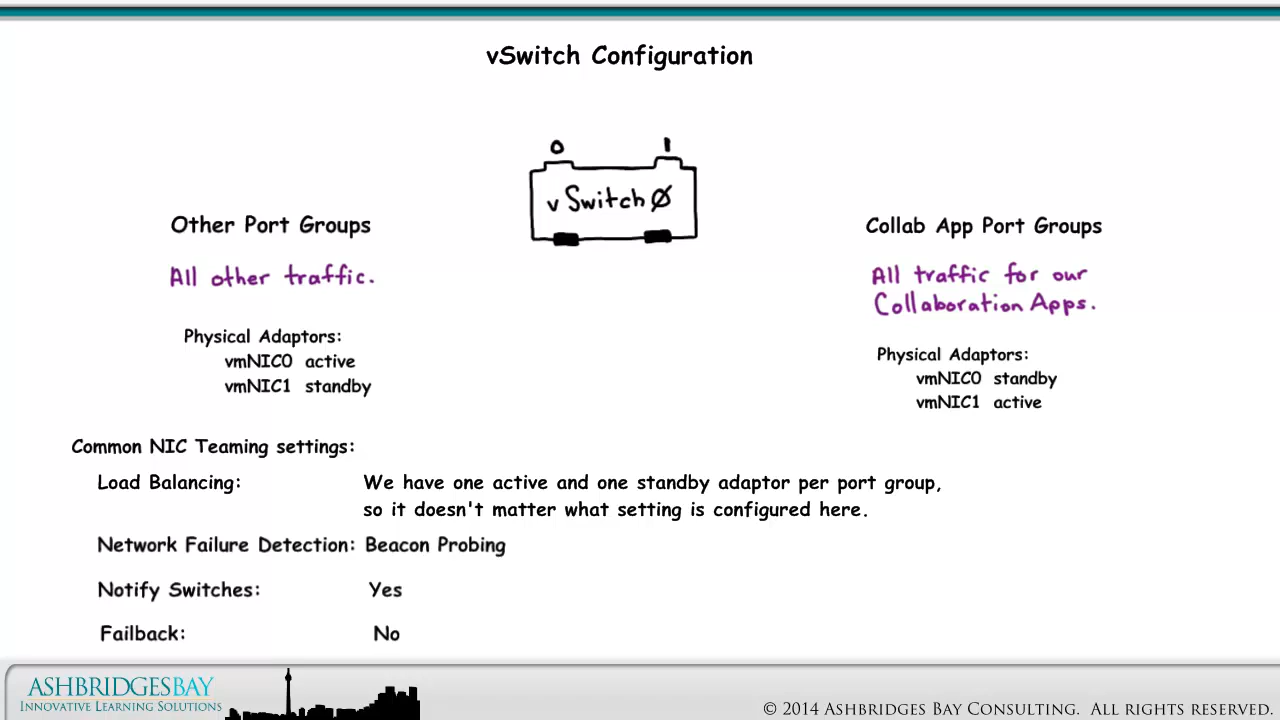 vSwitch Configuration
0 1
vSwitch0
Other Port Groups
All other traffic.
Physical Adaptors:
vmNIC0 active
vmNIC1 standby
Collab App Port Groups
All traffic for our
Collaboration Apps.
Physical Adaptors:
vmNIC0 standby
vmNIC1 active
Common NIC Teaming settings:
Load Balancing: We have one active and one standby adaptor per port group,
so it doesn't matter what setting is configured here.
Network Failure Detection: Beacon Probing
Notify Switches: Yes
Failback: No
ASHBRIDGESBAY
INNOVATIVE LEARNING SOLUTIONS
© 2014 ASHBRIDGES BAY CONSULTING. ALL RIGHTS RESERVED.